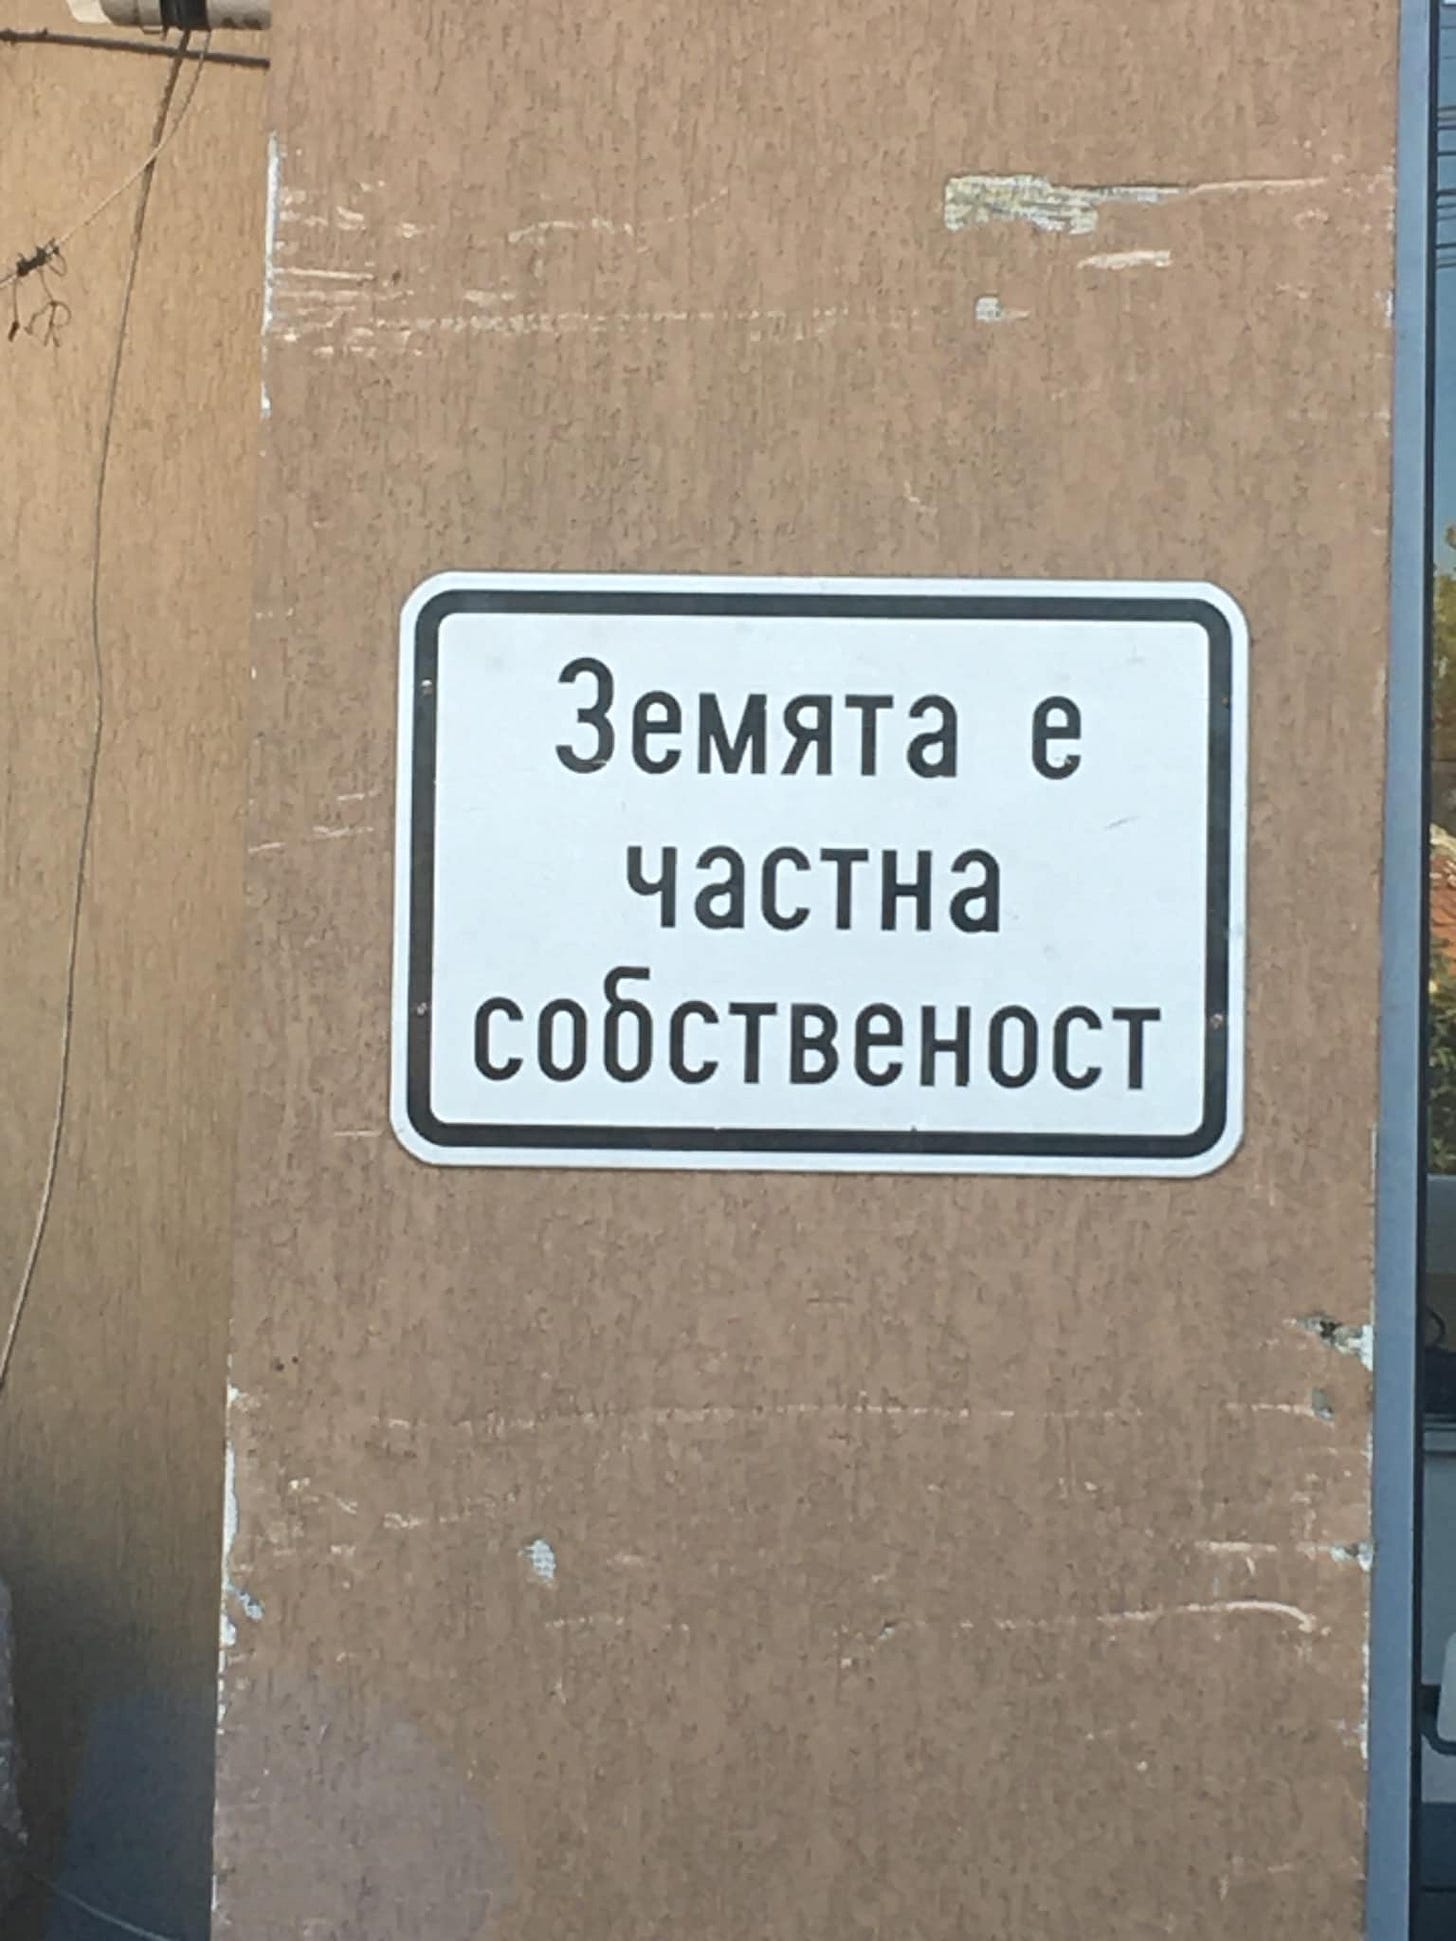 Земята е
частна
собственост